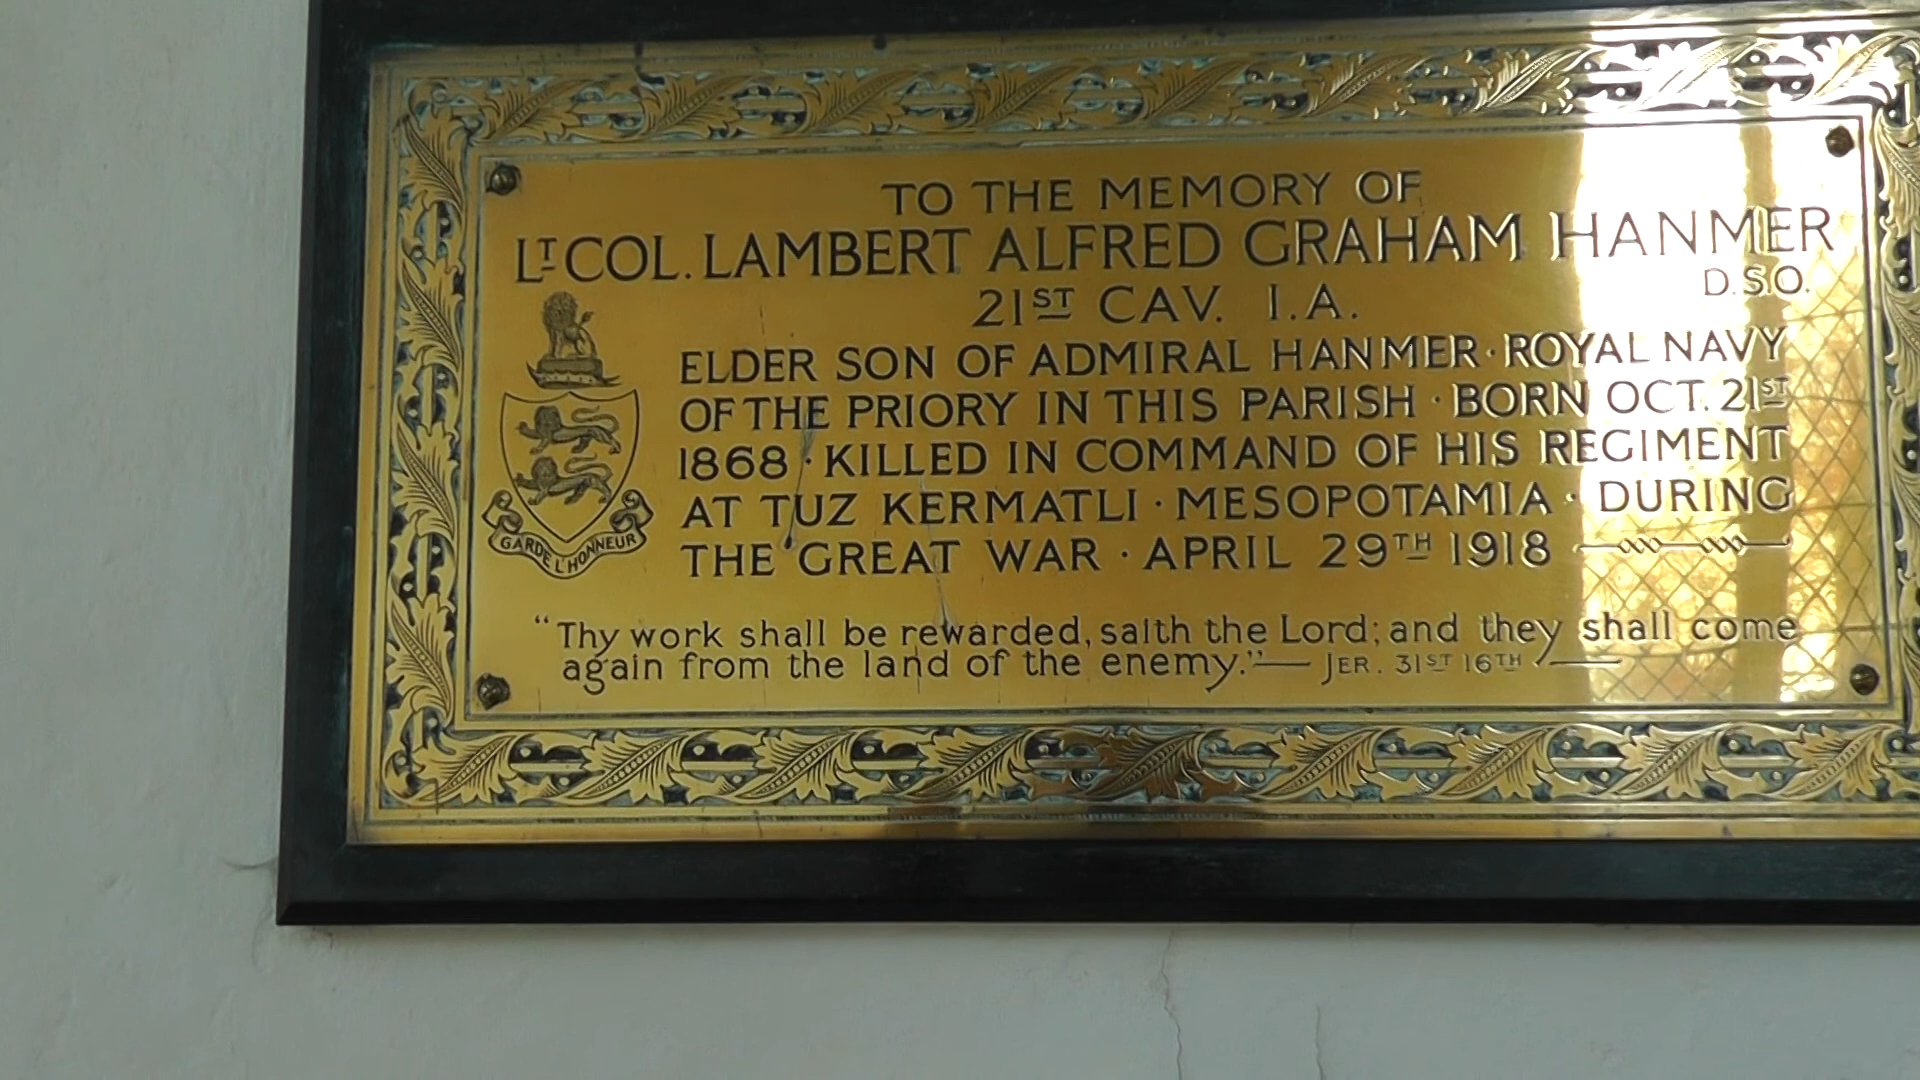 TO THE MEMORY OF
LT COL. LAMBERT ALFRED GRAHAM HANMER
D.S.O.
21ST CAV. I.A.
ELDER SON OF ADMIRAL HANMER · ROYAL NAVY
OF THE PRIORY IN THIS PARISH · BORN OCT. 21ST
1868 · KILLED IN COMMAND OF HIS REGIMENT
AT TUZ KERMATLI · MESOPOTAMIA · DURING
THE GREAT WAR · APRIL 29TH 1918
GARDE L'HONNEUR
“Thy work shall be rewarded, saith the Lord; and they shall come
again from the land of the enemy.”— JER. 31ST 16TH —